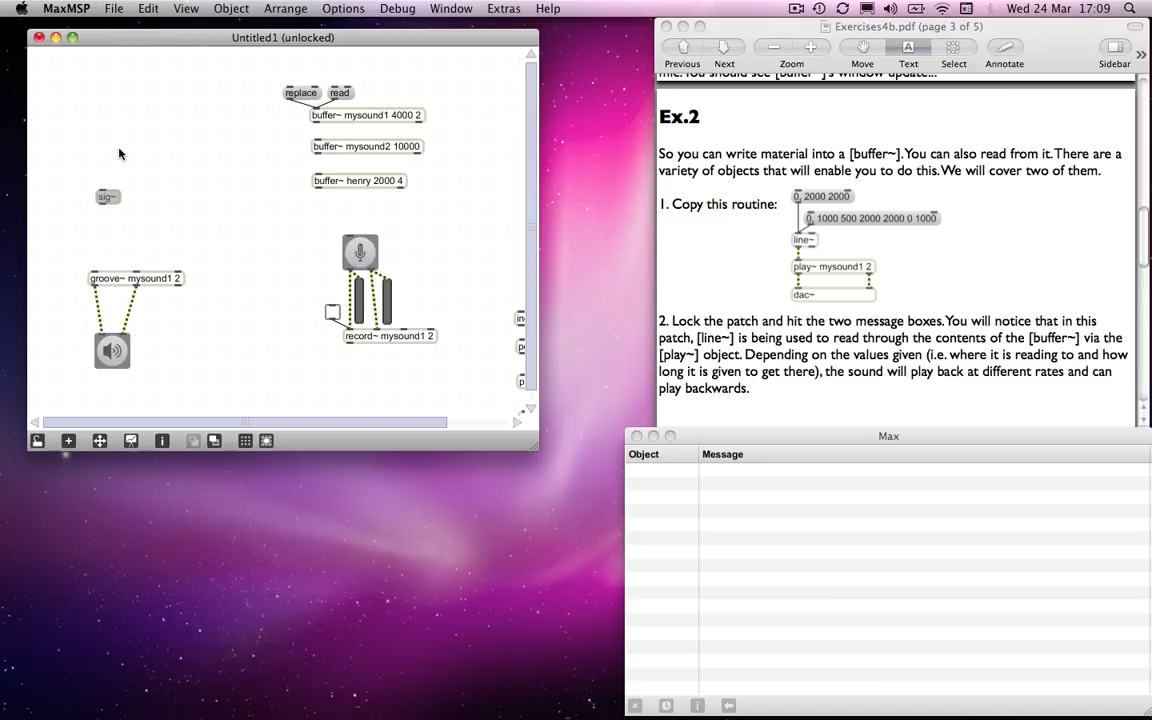 MaxMSP File Edit View Object Arrange Options Debug Window Extras Help Wed 24 Mar 17:09
Untitled1 (unlocked)
replace read
buffer~ mysound1 4000 2
buffer~ mysound2 10000
buffer~ henry 2000 4
sig~
groove~ mysound1 2
record~ mysound1 2
Exercises4b.pdf (page 3 of 5)
Previous Next Zoom Move Text Select Annotate Sidebar
Ex.2
So you can write material into a [buffer~]. You can also read from it. There are a
variety of objects that will enable you to do this. We will cover two of them.
1. Copy this routine:
0, 2000 2000
0, 1000 500 2000 2000 0 1000
line~
play~ mysound1 2
dac~
2. Lock the patch and hit the two message boxes. You will notice that in this
patch, [line~] is being used to read through the contents of the [buffer~] via the
[play~] object. Depending on the values given (i.e. where it is reading to and how
long it is given to get there), the sound will play back at different rates and can
play backwards.
Max
Object Message